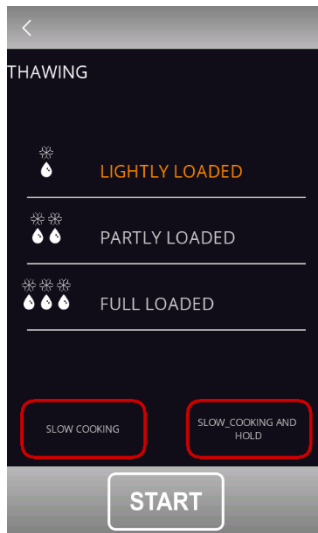 THAWING
LIGHTLY LOADED
PARTLY LOADED
FULL LOADED
SLOW COOKING
SLOW_COOKING AND
HOLD
START